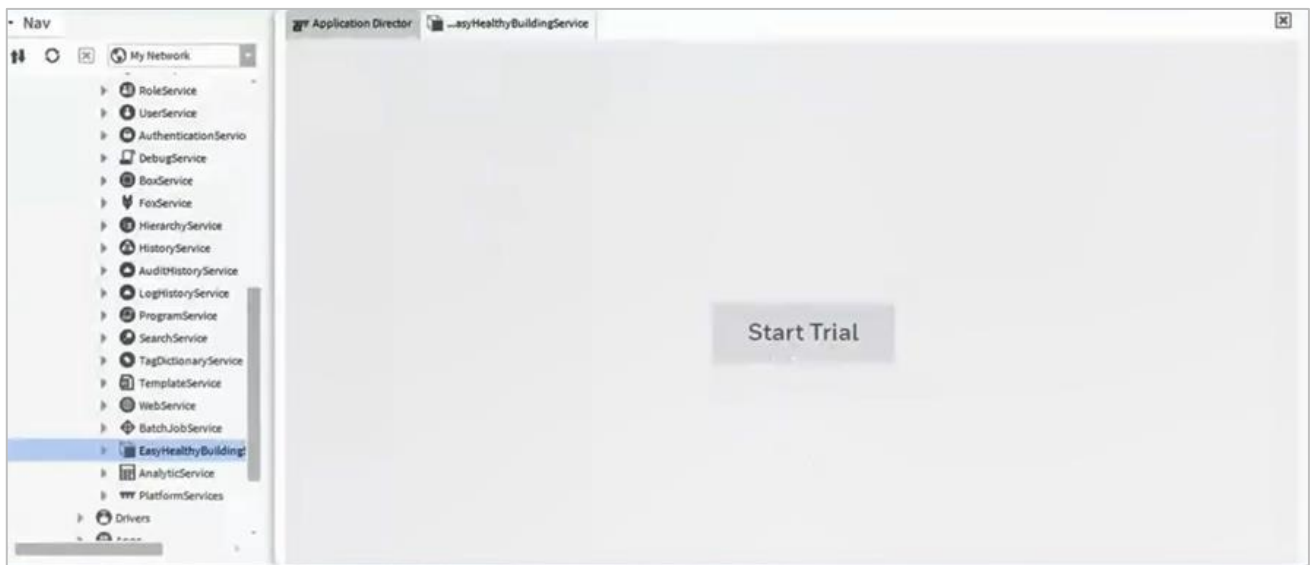 Nav
My Network
RoleService
UserService
AuthenticationServic
DebugService
BoxService
FoxService
HierarchyService
HistoryService
AuditHistoryService
LogHistoryService
ProgramService
SearchService
TagDictionaryService
TemplateService
WebService
BatchJobService
EasyHealthyBuilding
AnalyticService
PlatformServices
Drivers
Application Director
...asyHealthyBuildingService
Start Trial